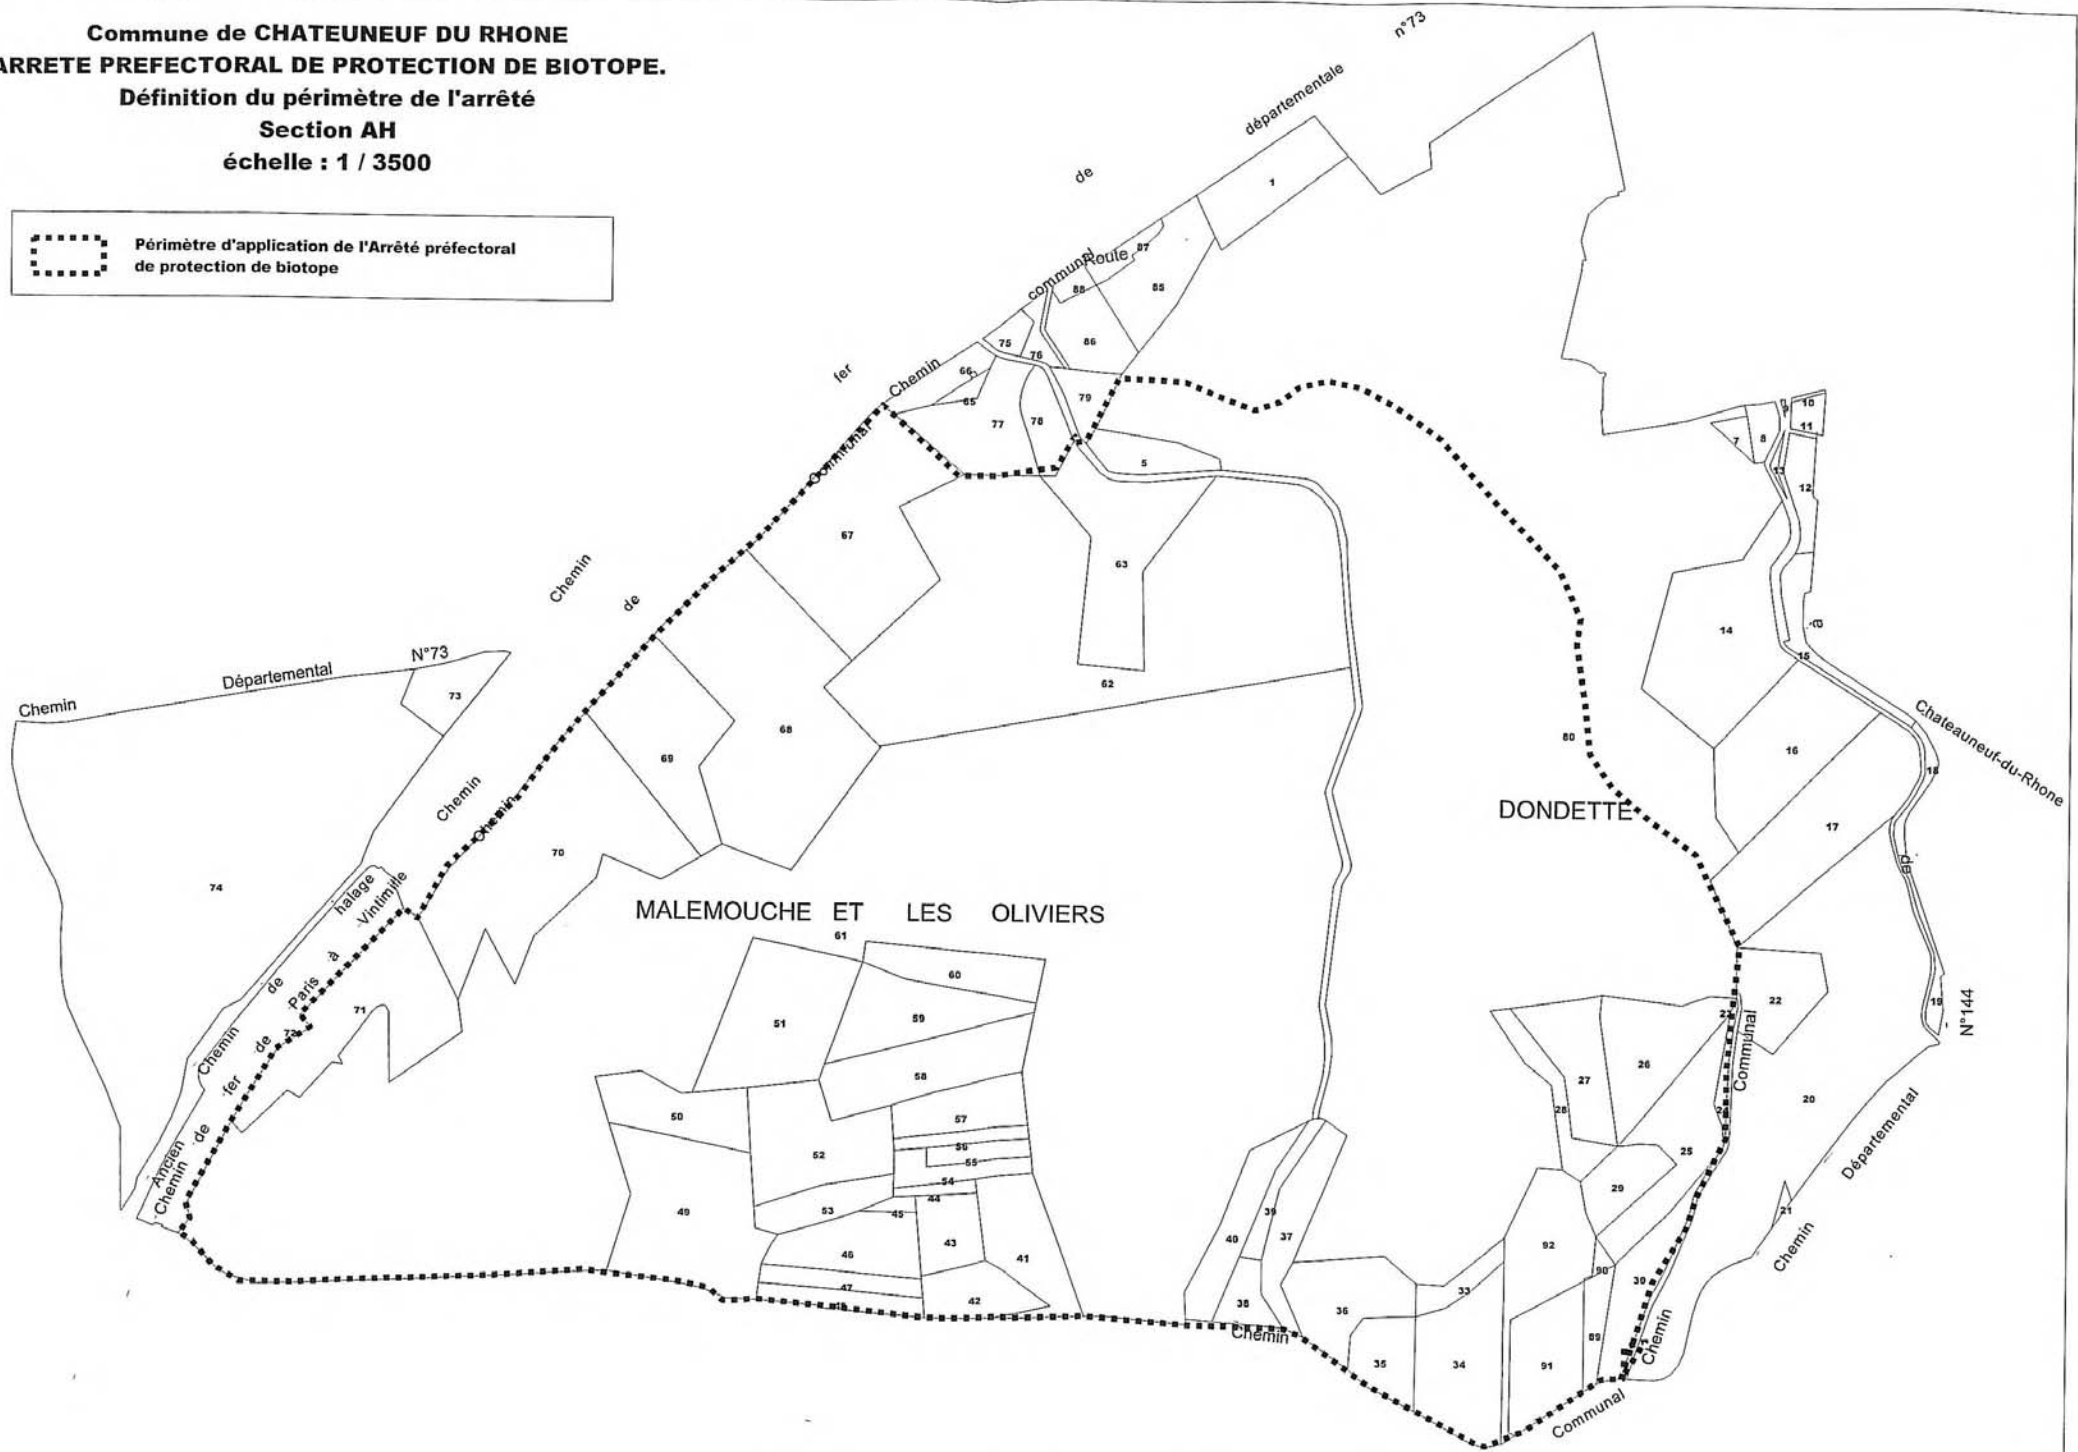 Commune de CHATEUNEUF DU RHONE
ARRETE PREFECTORAL DE PROTECTION DE BIOTOPE.
Définition du périmètre de l'arrêté
Section AH
échelle : 1 / 3500
Périmètre d'application de l'Arrêté préfectoral
de protection de biotope
n°73
départementale
de
Route
communal
Chemin
fer
Communal
Chemin
de
N°73
Départemental
Chemin
Chemin
Chemin
halage
Vintimille
à
Paris
de
de
Chemin
fer
de
Ancien
Chemin
1
87
88
85
86
75
76
66
65
79
77
78
5
67
63
62
68
69
70
73
74
71
72
80
DONDETTE
MALEMOUCHE ET LES OLIVIERS
61
60
51
59
58
50
57
56
55
54
52
53
44
45
49
43
41
46
47
42
40
39
37
38
36
35
34
33
92
91
90
89
30
29
28
27
26
25
22
20
21
7
8
10
11
12
13
14
à
15
16
17
18
19
Chateauneuf-du-Rhone
de
N°144
Communal
Départemental
Chemin
Chemin
Chemin
Communal